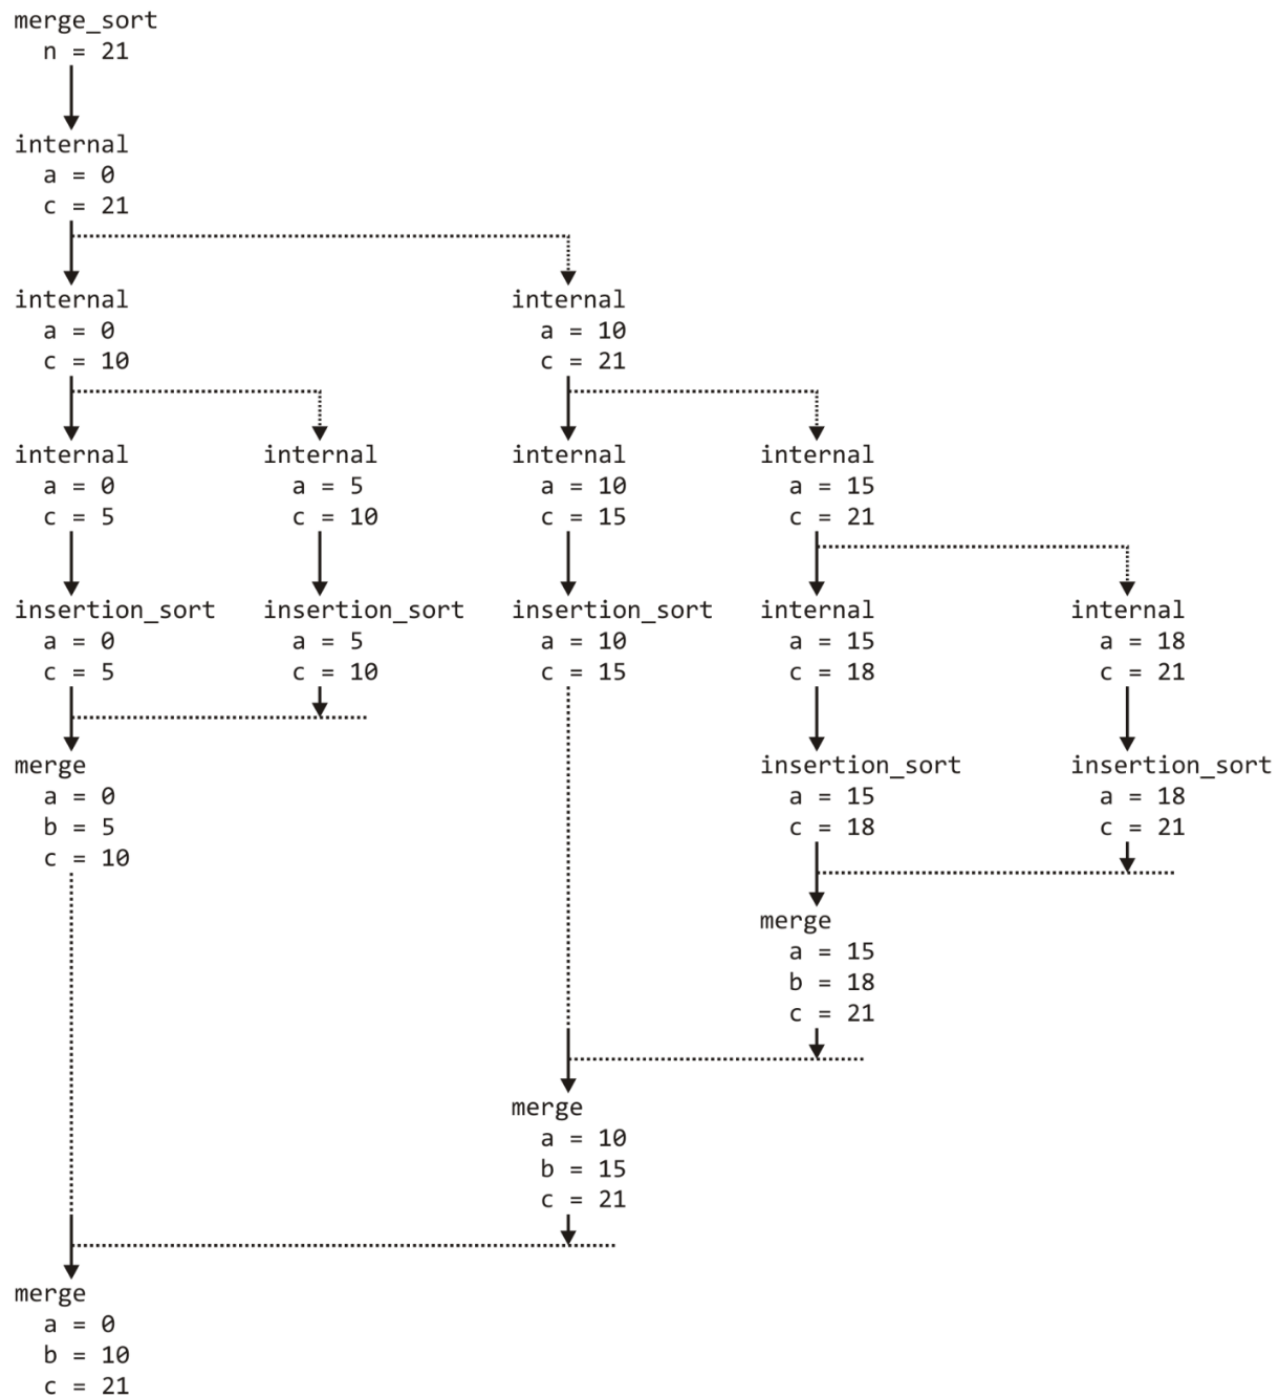 merge_sort
n = 21
internal
a = 0
c = 21
internal
a = 0
c = 10
internal
a = 10
c = 21
internal
a = 0
c = 5
internal
a = 5
c = 10
internal
a = 10
c = 15
internal
a = 15
c = 21
insertion_sort
a = 0
c = 5
insertion_sort
a = 5
c = 10
insertion_sort
a = 10
c = 15
internal
a = 15
c = 18
internal
a = 18
c = 21
merge
a = 0
b = 5
c = 10
insertion_sort
a = 15
c = 18
insertion_sort
a = 18
c = 21
merge
a = 15
b = 18
c = 21
merge
a = 10
b = 15
c = 21
merge
a = 0
b = 10
c = 21